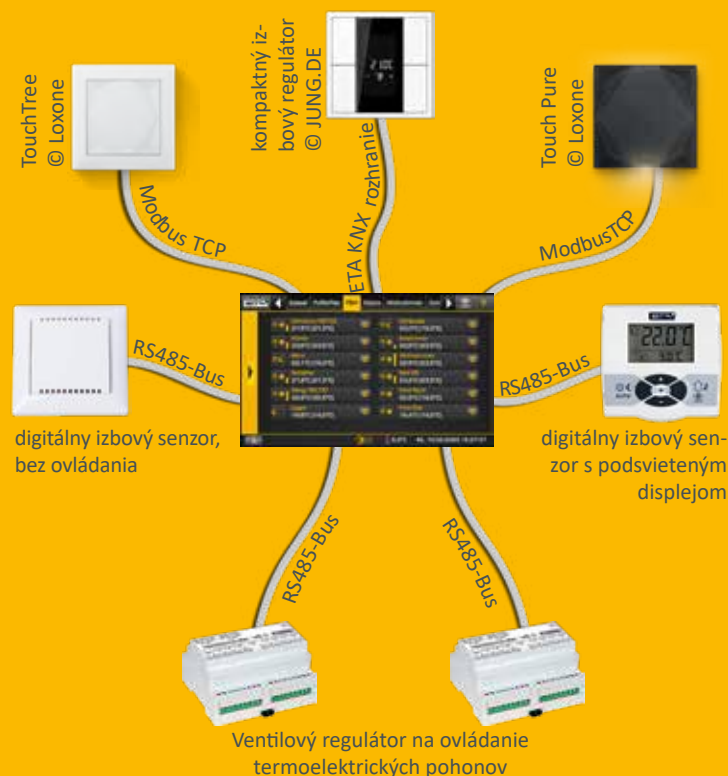 TouchTree
© Loxone
kompaktný iz-
bový regulátor
© JUNG.DE
Touch Pure
© Loxone
Modbus TCP
ETA KNX rozhranie
ModbusTCP
RS485-Bus
RS485-Bus
22.0°C
digitálny izbový senzor,
bez ovládania
digitálny izbový sen-
zor s podsvieteným
displejom
RS485-Bus
RS485-Bus
Ventilový regulátor na ovládanie
termoelektrických pohonov